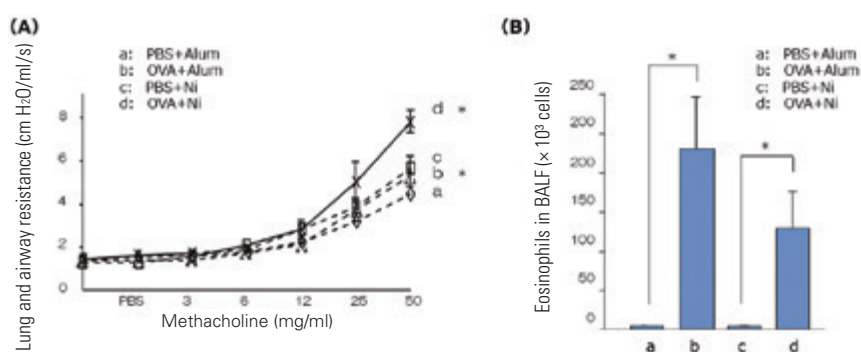 (A)
a: PBS+Alum
b: OVA+Alum
c: PBS+Ni
d: OVA+Ni
Lung and airway resistance (cm H2O/ml/s)
8
6
4
2
0
d *
c
b *
a
PBS 3 6 12 25 50
Methacholine (mg/ml)
(B)
a: PBS+Alum
b: OVA+Alum
c: PBS+Ni
d: OVA+Ni
Eosinophils in BALF (× 10³ cells)
250
200
150
100
50
0
*
*
a b c d